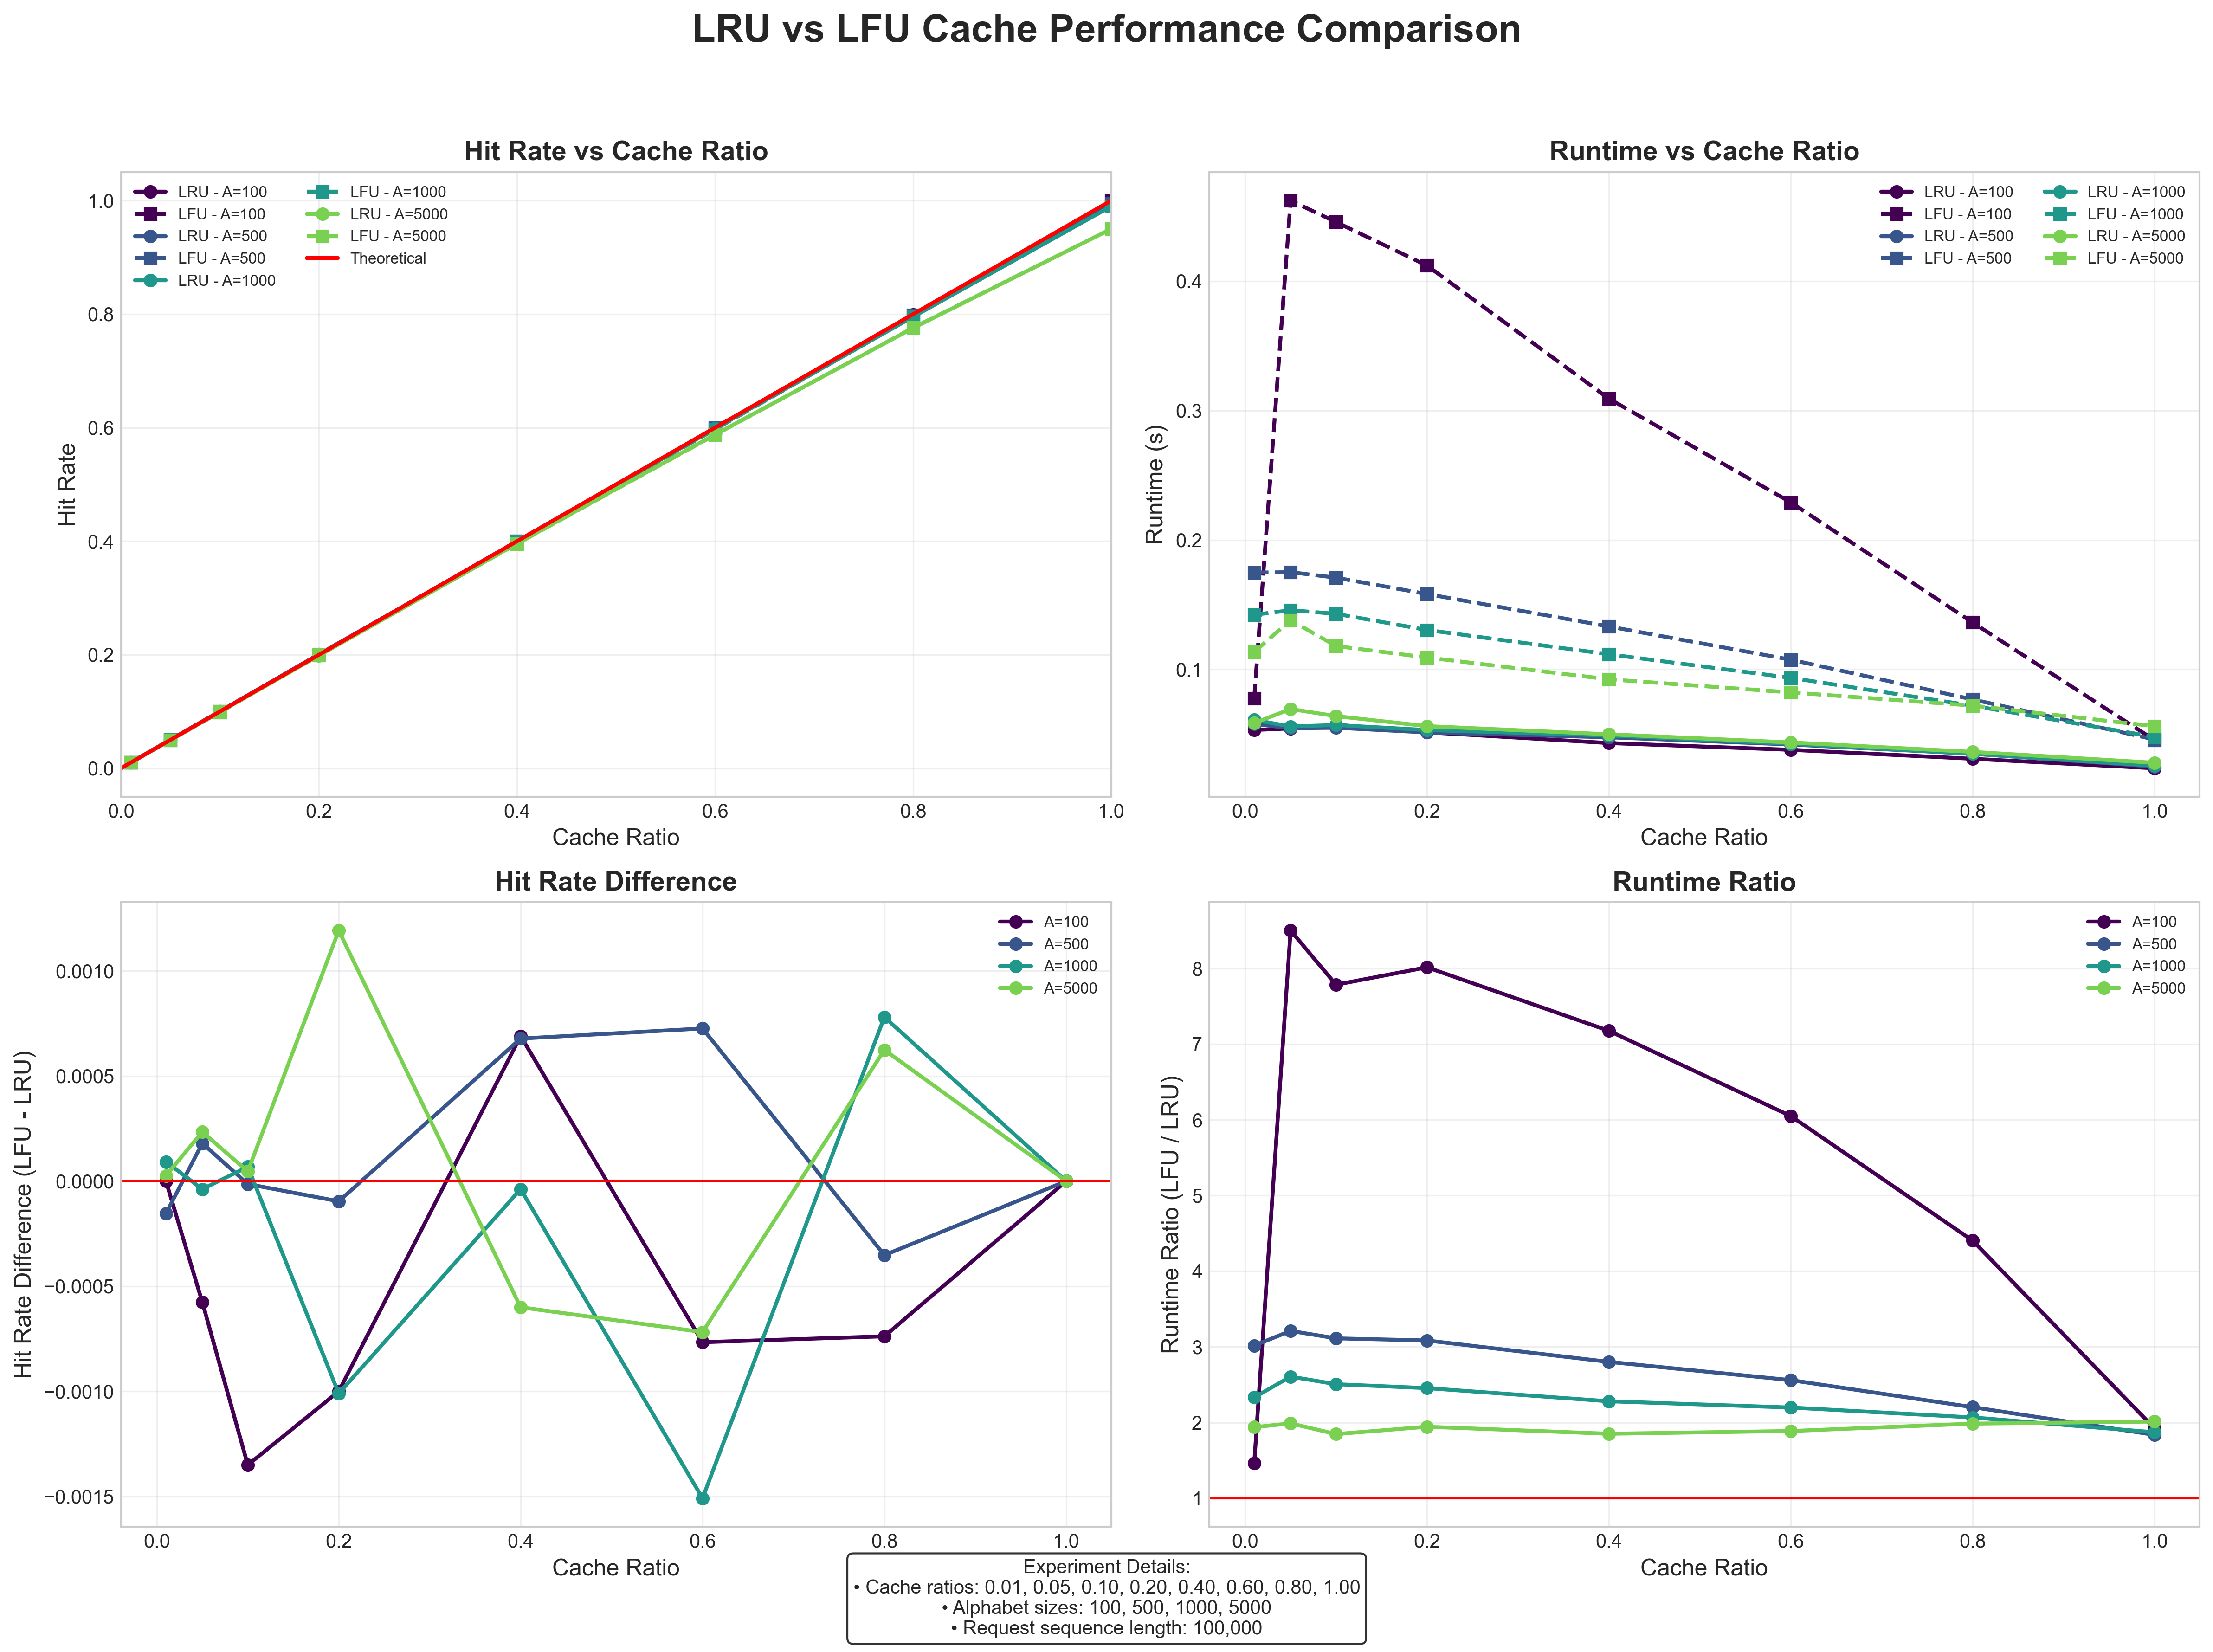 LRU vs LFU Cache Performance Comparison
Hit Rate vs Cache Ratio
LRU - A=100
LFU - A=100
LRU - A=500
LFU - A=500
LRU - A=1000
LFU - A=1000
LRU - A=5000
LFU - A=5000
Theoretical
1.0
0.8
0.6
0.4
0.2
0.0
Hit Rate
0.0 0.2 0.4 0.6 0.8 1.0
Cache Ratio
Runtime vs Cache Ratio
LRU - A=100
LFU - A=100
LRU - A=500
LFU - A=500
LRU - A=1000
LFU - A=1000
LRU - A=5000
LFU - A=5000
0.4
0.3
0.2
0.1
Runtime (s)
0.0 0.2 0.4 0.6 0.8 1.0
Cache Ratio
Hit Rate Difference
A=100
A=500
A=1000
A=5000
0.0010
0.0005
0.0000
−0.0005
−0.0010
−0.0015
Hit Rate Difference (LFU - LRU)
0.0 0.2 0.4 0.6 0.8 1.0
Cache Ratio
Runtime Ratio
A=100
A=500
A=1000
A=5000
8
7
6
5
4
3
2
1
Runtime Ratio (LFU / LRU)
0.0 0.2 0.4 0.6 0.8 1.0
Cache Ratio
Experiment Details:
• Cache ratios: 0.01, 0.05, 0.10, 0.20, 0.40, 0.60, 0.80, 1.00
• Alphabet sizes: 100, 500, 1000, 5000
• Request sequence length: 100,000